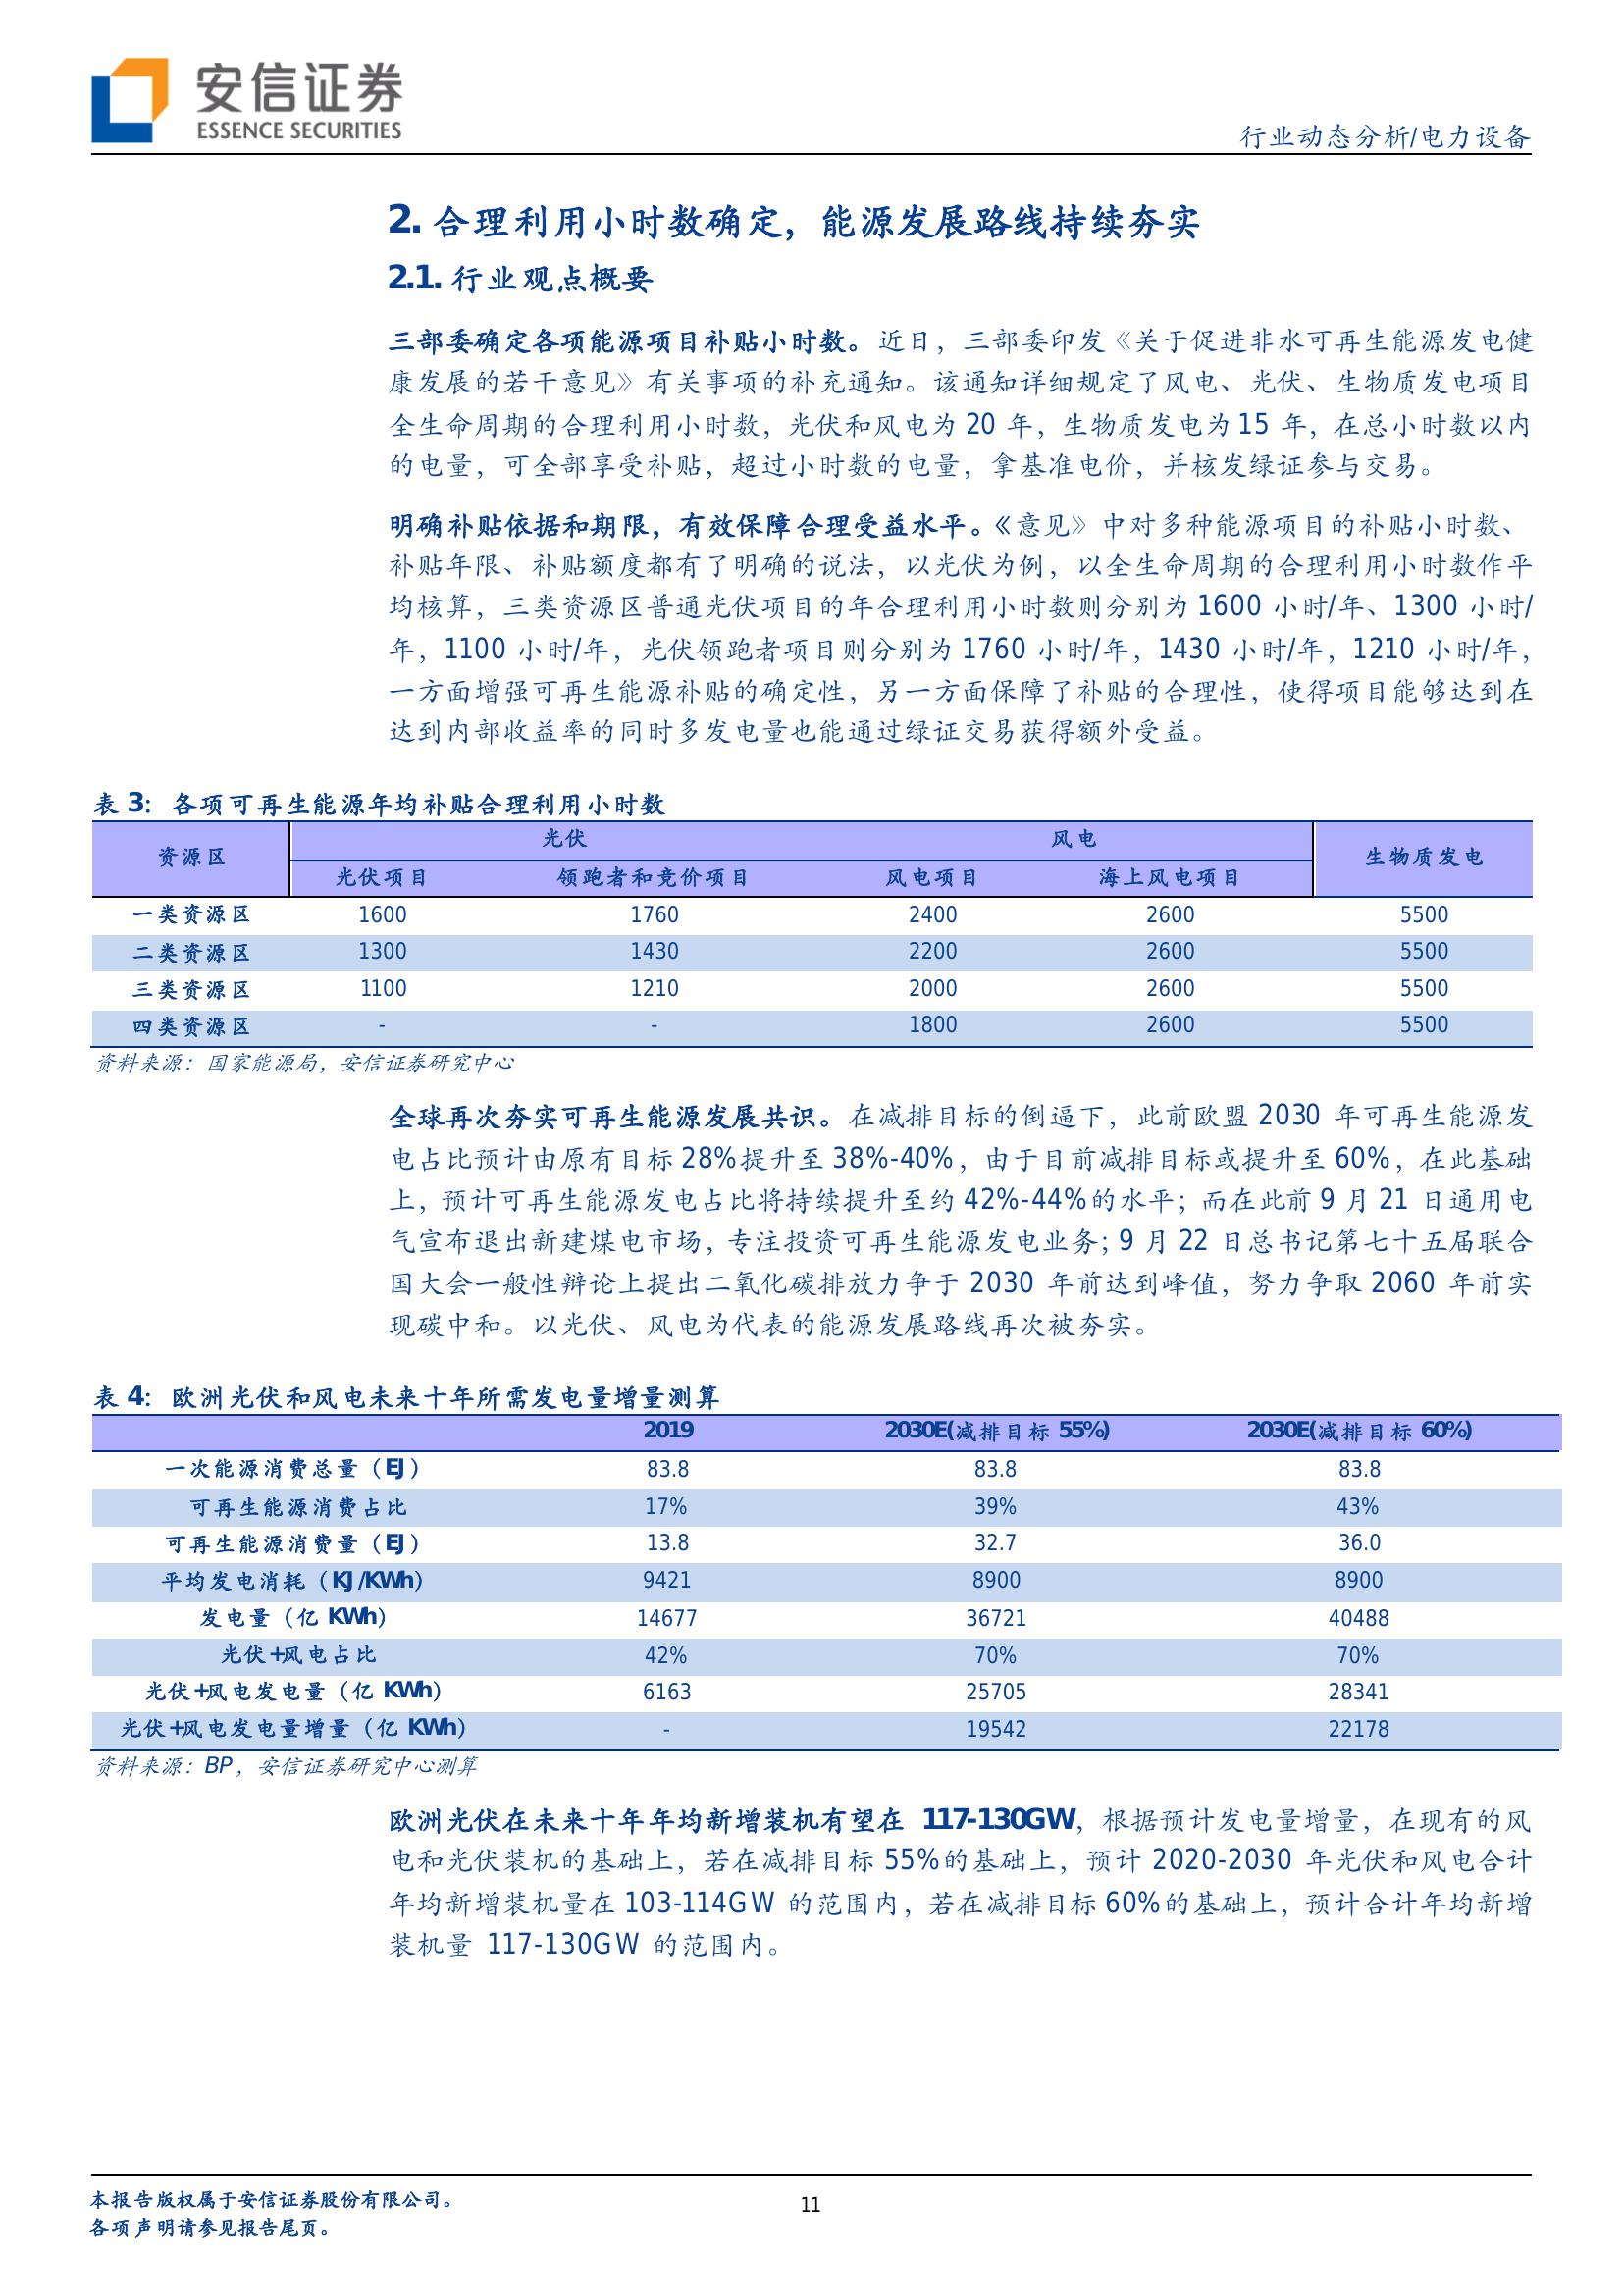 安信证券
ESSENCE SECURITIES
行业动态分析/电力设备
2. 合理利用小时数确定，能源发展路线持续夯实
2.1. 行业观点概要
三部委确定各项能源项目补贴小时数。近日，三部委印发《关于促进非水可再生能源发电健
康发展的若干意见》有关事项的补充通知。该通知详细规定了风电、光伏、生物质发电项目
全生命周期的合理利用小时数，光伏和风电为 20 年，生物质发电为 15 年，在总小时数以内
的电量，可全部享受补贴，超过小时数的电量，拿基准电价，并核发绿证参与交易。
明确补贴依据和期限，有效保障合理受益水平。《意见》中对多种能源项目的补贴小时数、
补贴年限、补贴额度都有了明确的说法，以光伏为例，以全生命周期的合理利用小时数作平
均核算，三类资源区普通光伏项目的年合理利用小时数则分别为 1600 小时/年、1300 小时/
年，1100 小时/年，光伏领跑者项目则分别为 1760 小时/年，1430 小时/年，1210 小时/年，
一方面增强可再生能源补贴的确定性，另一方面保障了补贴的合理性，使得项目能够达到在
达到内部收益率的同时多发电量也能通过绿证交易获得额外受益。
表 3：各项可再生能源年均补贴合理利用小时数
资源区 光伏 风电 生物质发电
光伏项目 领跑者和竞价项目 风电项目 海上风电项目
一类资源区 1600 1760 2400 2600 5500
二类资源区 1300 1430 2200 2600 5500
三类资源区 1100 1210 2000 2600 5500
四类资源区 - - 1800 2600 5500
资料来源：国家能源局，安信证券研究中心
全球再次夯实可再生能源发展共识。在减排目标的倒逼下，此前欧盟 2030 年可再生能源发
电占比预计由原有目标 28%提升至 38%-40%，由于目前减排目标或提升至 60%，在此基础
上，预计可再生能源发电占比将持续提升至约 42%-44%的水平；而在此前 9 月 21 日通用电
气宣布退出新建煤电市场，专注投资可再生能源发电业务；9 月 22 日总书记第七十五届联合
国大会一般性辩论上提出二氧化碳排放力争于 2030 年前达到峰值，努力争取 2060 年前实
现碳中和。以光伏、风电为代表的能源发展路线再次被夯实。
表 4：欧洲光伏和风电未来十年所需发电量增量测算
2019 2030E(减排目标 55%) 2030E(减排目标 60%)
一次能源消费总量（EJ） 83.8 83.8 83.8
可再生能源消费占比 17% 39% 43%
可再生能源消费量（EJ） 13.8 32.7 36.0
平均发电消耗（KJ/KWh） 9421 8900 8900
发电量（亿 KWh） 14677 36721 40488
光伏+风电占比 42% 70% 70%
光伏+风电发电量（亿 KWh） 6163 25705 28341
光伏+风电发电量增量（亿 KWh） - 19542 22178
资料来源：BP，安信证券研究中心测算
欧洲光伏在未来十年年均新增装机有望在 117-130GW，根据预计发电量增量，在现有的风
电和光伏装机的基础上，若在减排目标 55%的基础上，预计 2020-2030 年光伏和风电合计
年均新增装机量在 103-114GW 的范围内，若在减排目标 60%的基础上，预计合计年均新增
装机量 117-130GW 的范围内。
本报告版权属于安信证券股份有限公司。
各项声明请参见报告尾页。
11